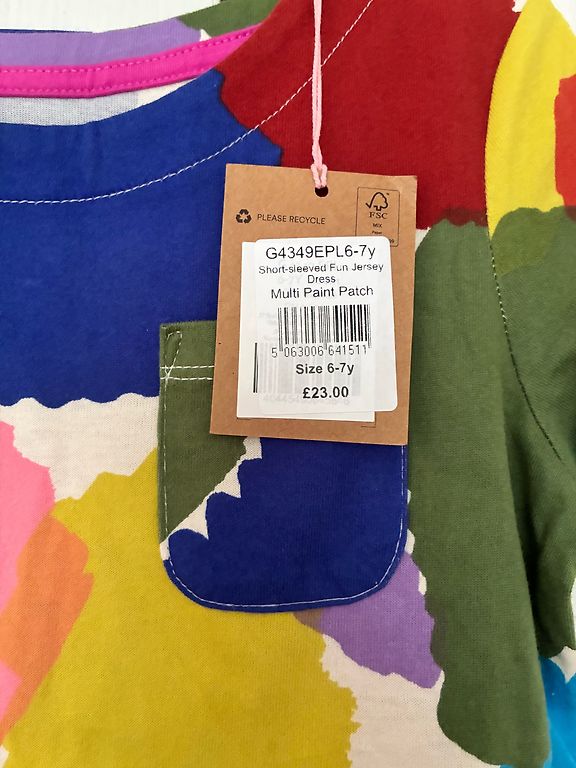 PLEASE RECYCLE
FSC
MIX
G4349EPL6-7y
Short-sleeved Fun Jersey
Dress
Multi Paint Patch
5 063006 641511
Size 6-7y
£23.00